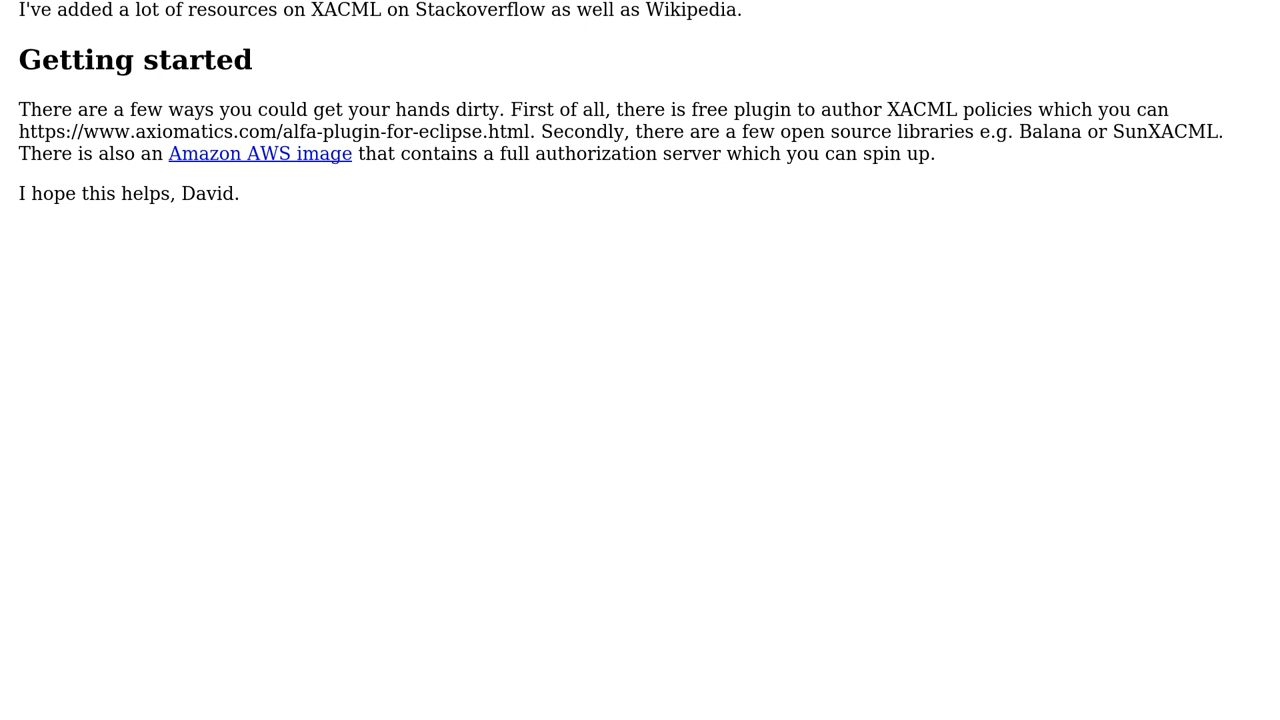 I've added a lot of resources on XACML on Stackoverflow as well as Wikipedia.
Getting started
There are a few ways you could get your hands dirty. First of all, there is free plugin to author XACML policies which you can
https://www.axiomatics.com/alfa-plugin-for-eclipse.html. Secondly, there are a few open source libraries e.g. Balana or SunXACML.
There is also an Amazon AWS image that contains a full authorization server which you can spin up.
I hope this helps, David.